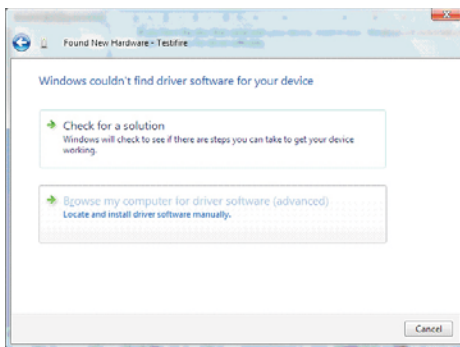 Found New Hardware - Testfire
Windows couldn't find driver software for your device
Check for a solution
Windows will check to see if there are steps you can take to get your device
working.
Browse my computer for driver software (advanced)
Locate and install driver software manually.
Cancel